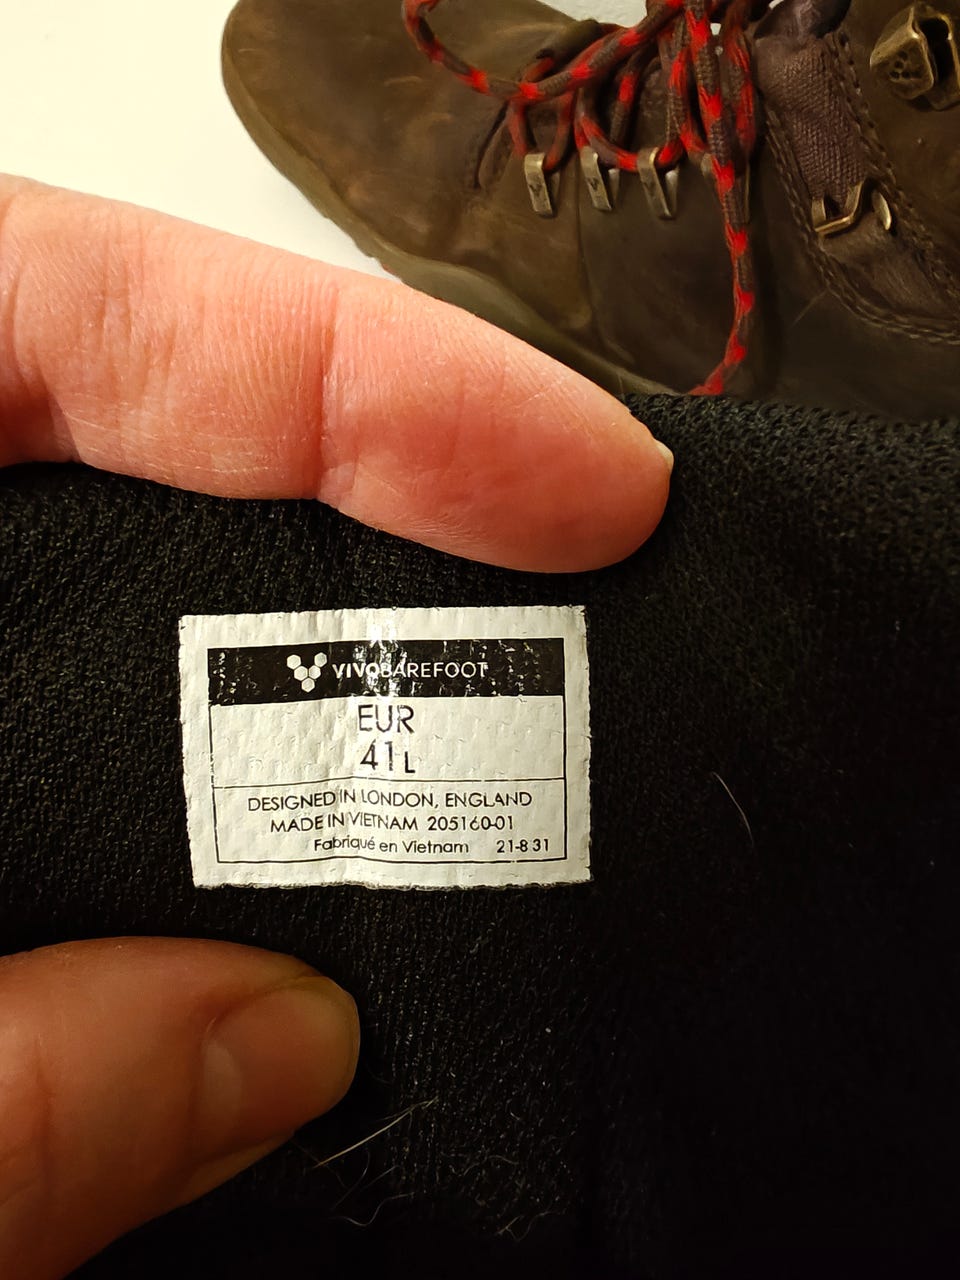 VIVOBAREFOOT
EUR
41 L
DESIGNED IN LONDON, ENGLAND
MADE IN VIETNAM 205160-01
Fabriqué en Vietnam 21-8 31